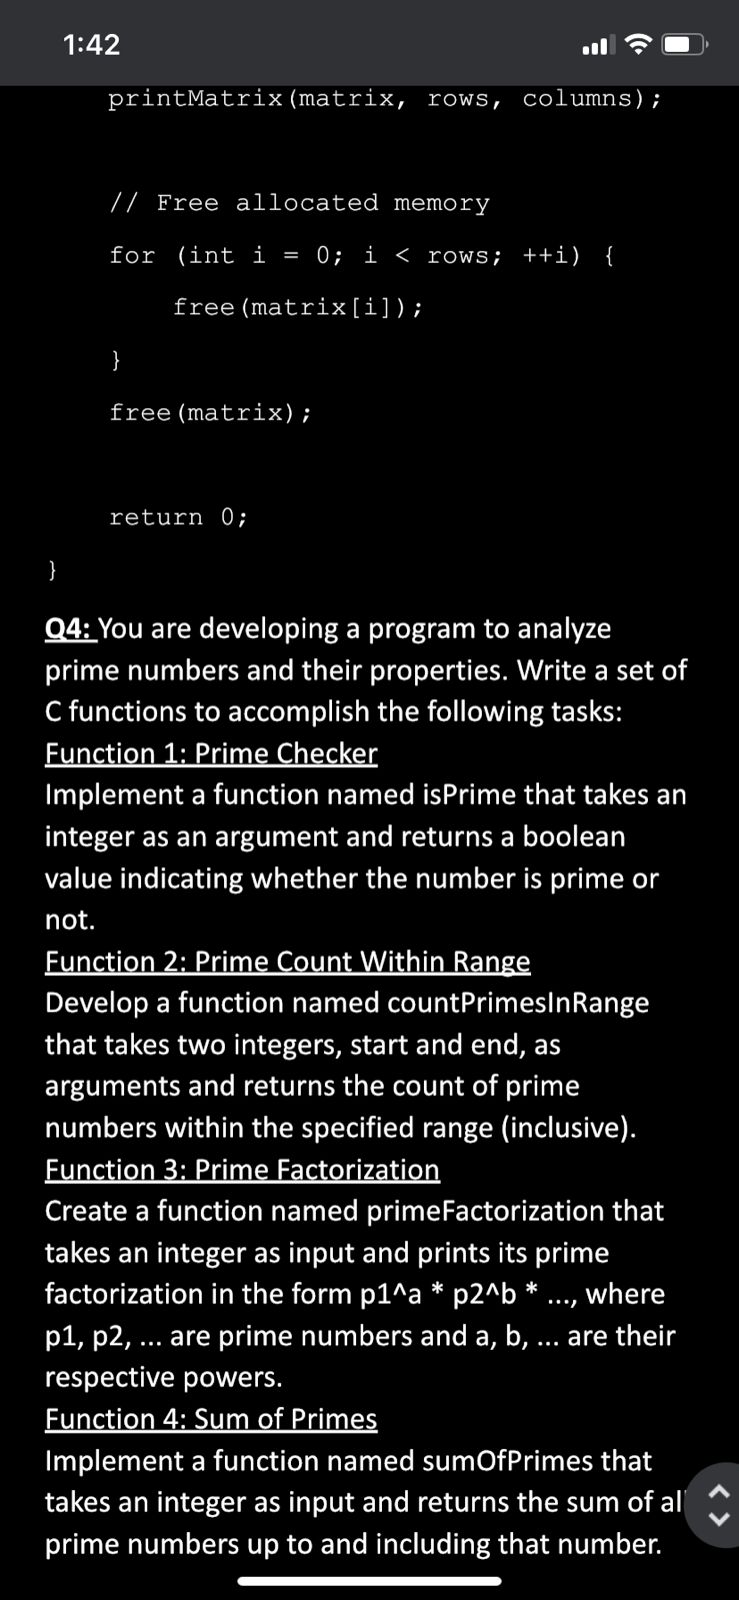 1:42
printMatrix(matrix, rows, columns);
// Free allocated memory
for (int i = 0; i < rows; ++i) {
free(matrix[i]);
}
free(matrix);
return 0;
}
Q4: You are developing a program to analyze
prime numbers and their properties. Write a set of
C functions to accomplish the following tasks:
Function 1: Prime Checker
Implement a function named isPrime that takes an
integer as an argument and returns a boolean
value indicating whether the number is prime or
not.
Function 2: Prime Count Within Range
Develop a function named countPrimesInRange
that takes two integers, start and end, as
arguments and returns the count of prime
numbers within the specified range (inclusive).
Function 3: Prime Factorization
Create a function named primeFactorization that
takes an integer as input and prints its prime
factorization in the form p1^a * p2^b * ..., where
p1, p2, ... are prime numbers and a, b, ... are their
respective powers.
Function 4: Sum of Primes
Implement a function named sumOfPrimes that
takes an integer as input and returns the sum of all
prime numbers up to and including that number.